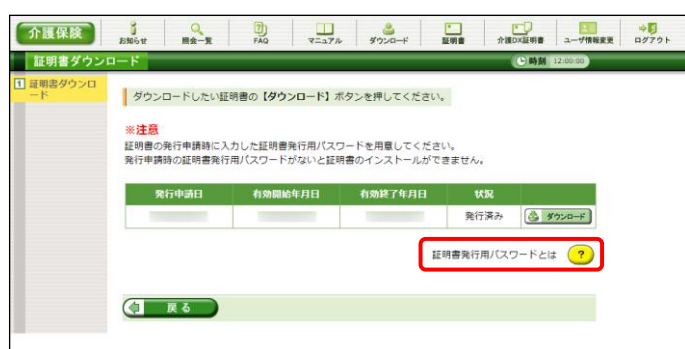 介護保険
お知らせ
照会一覧
FAQ
マニュアル
ダウンロード
証明書
介護DX証明書
ユーザ情報変更
ログアウト
証明書ダウンロード
時刻 12:00:00
1 証明書ダウンロ
ード
ダウンロードしたい証明書の【ダウンロード】ボタンを押してください。
※注意
証明書の発行申請時に入力した証明書発行用パスワードを用意してください。
発行申請時の証明書発行用パスワードがないと証明書のインストールができません。
発行申請日 有効開始年月日 有効終了年月日 状況
発行済み ダウンロード
証明書発行用パスワードとは ?
戻る